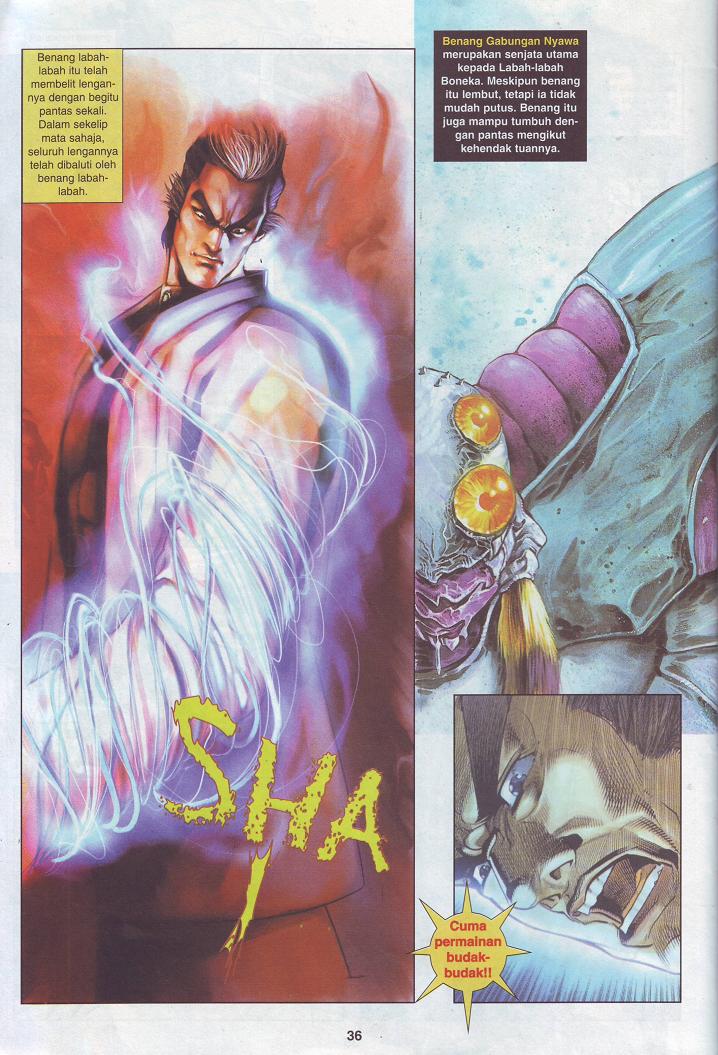 Benang labah-
labah itu telah
membelit lengan-
nya dengan begitu
pantas sekali.
Dalam sekelip
mata sahaja,
seluruh lengannya
telah dibaluti oleh
benang labah-
labah.
Benang Gabungan Nyawa
merupakan senjata utama
kepada Labah-labah
Boneka. Meskipun benang
itu lembut, tetapi ia tidak
mudah putus. Benang itu
juga mampu tumbuh den-
gan pantas mengikut
kehendak tuannya.
SHA
!
Cuma
permainan
budak-
budak!!
36